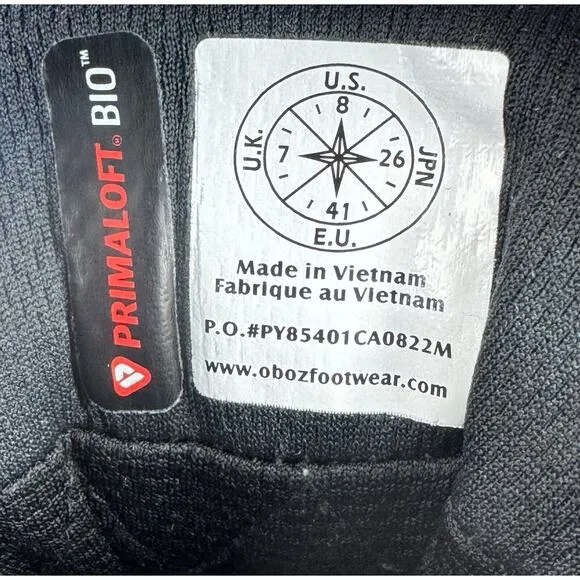 PRIMALOFT® BIO™
U.S.
8
U.K.
7
26
JPN
41
E.U.
Made in Vietnam
Fabrique au Vietnam
P.O.#PY85401CA0822M
www.obozfootwear.com